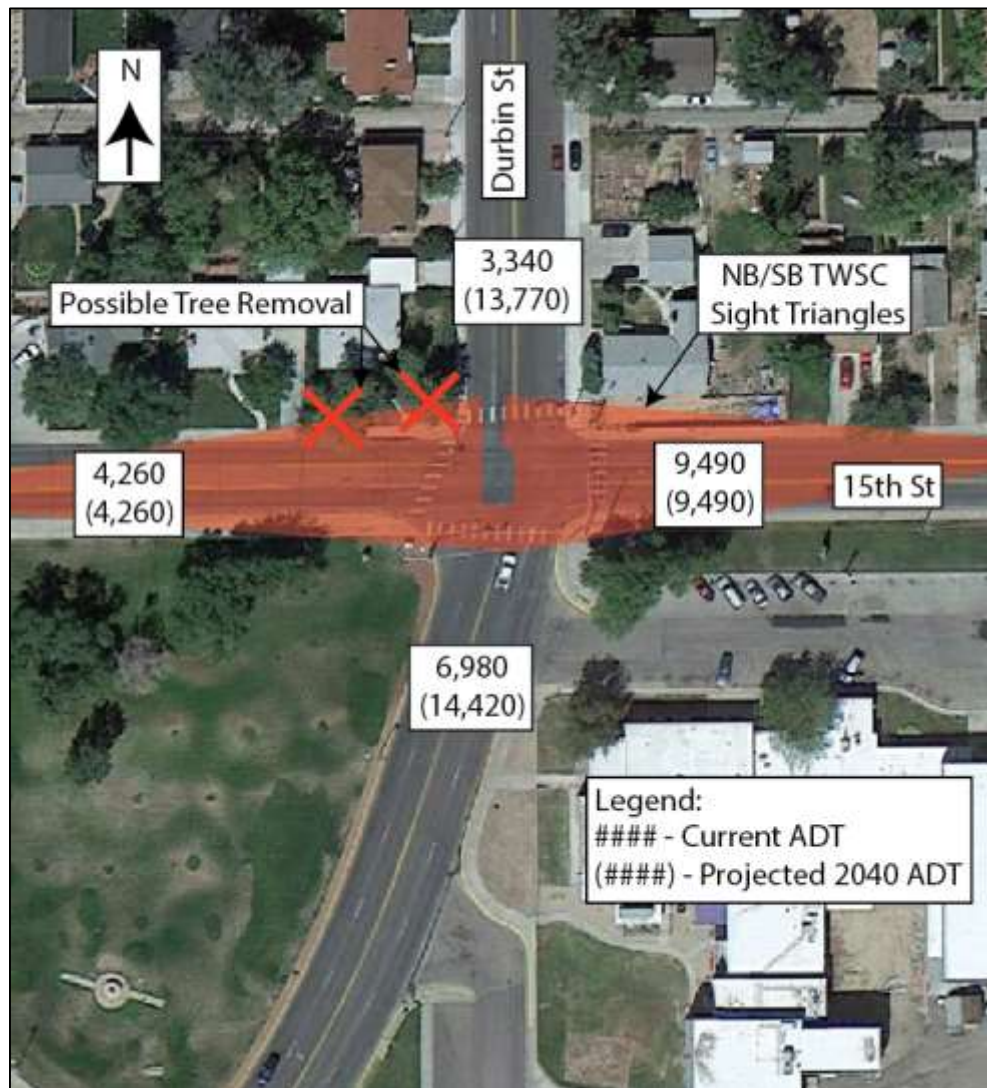 N
Durbin St
3,340
(13,770)
Possible Tree Removal
NB/SB TWSC
Sight Triangles
4,260
(4,260)
9,490
(9,490)
15th St
6,980
(14,420)
Legend:
#### - Current ADT
(####) - Projected 2040 ADT